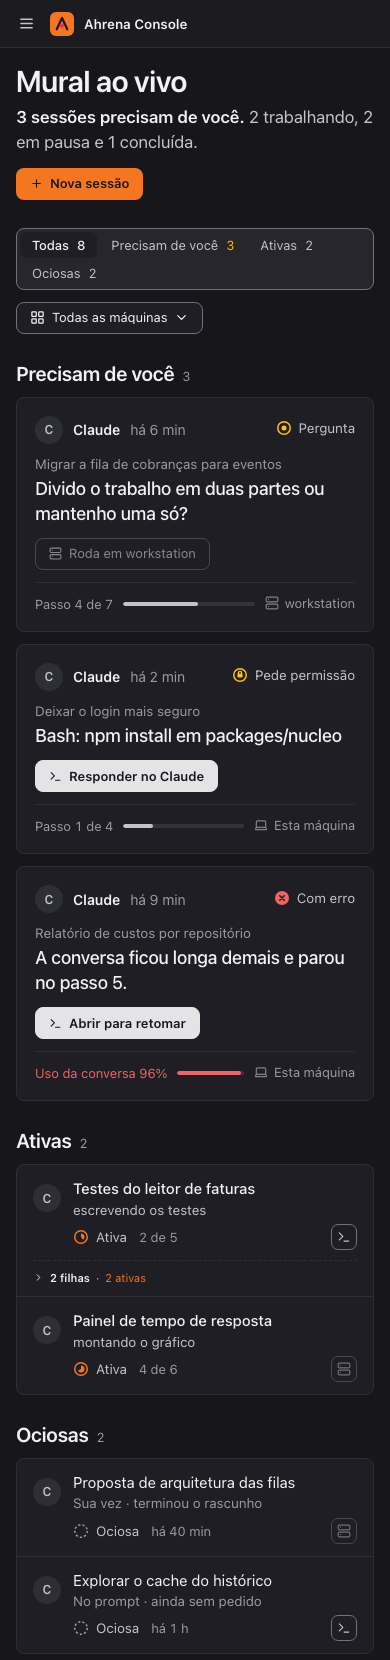 Ahrena Console
Mural ao vivo
3 sessões precisam de você. 2 trabalhando, 2
em pausa e 1 concluída.
+ Nova sessão
Todas 8 Precisam de você 3 Ativas 2
Ociosas 2
Todas as máquinas
Precisam de você 3
C Claude há 6 min Pergunta
Migrar a fila de cobranças para eventos
Divido o trabalho em duas partes ou
mantenho uma só?
Roda em workstation
Passo 4 de 7 workstation
C Claude há 2 min Pede permissão
Deixar o login mais seguro
Bash: npm install em packages/nucleo
Responder no Claude
Passo 1 de 4 Esta máquina
C Claude há 9 min Com erro
Relatório de custos por repositório
A conversa ficou longa demais e parou
no passo 5.
Abrir para retomar
Uso da conversa 96% Esta máquina
Ativas 2
C Testes do leitor de faturas
escrevendo os testes
Ativa 2 de 5
2 filhas · 2 ativas
C Painel de tempo de resposta
montando o gráfico
Ativa 4 de 6
Ociosas 2
C Proposta de arquitetura das filas
Sua vez · terminou o rascunho
Ociosa há 40 min
C Explorar o cache do histórico
No prompt · ainda sem pedido
Ociosa há 1 h